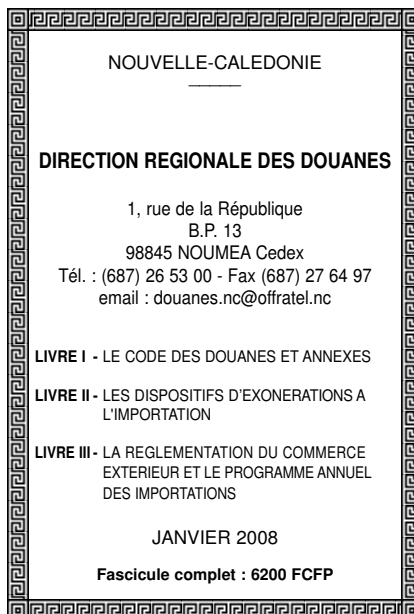 NOUVELLE-CALEDONIE
DIRECTION REGIONALE DES DOUANES
1, rue de la République
B.P. 13
98845 NOUMEA Cedex
Tél. : (687) 26 53 00 - Fax (687) 27 64 97
email : douanes.nc@offratel.nc
LIVRE I - LE CODE DES DOUANES ET ANNEXES
LIVRE II - LES DISPOSITIFS D'EXONERATIONS A
L'IMPORTATION
LIVRE III - LA REGLEMENTATION DU COMMERCE
EXTERIEUR ET LE PROGRAMME ANNUEL
DES IMPORTATIONS
JANVIER 2008
Fascicule complet : 6200 FCFP